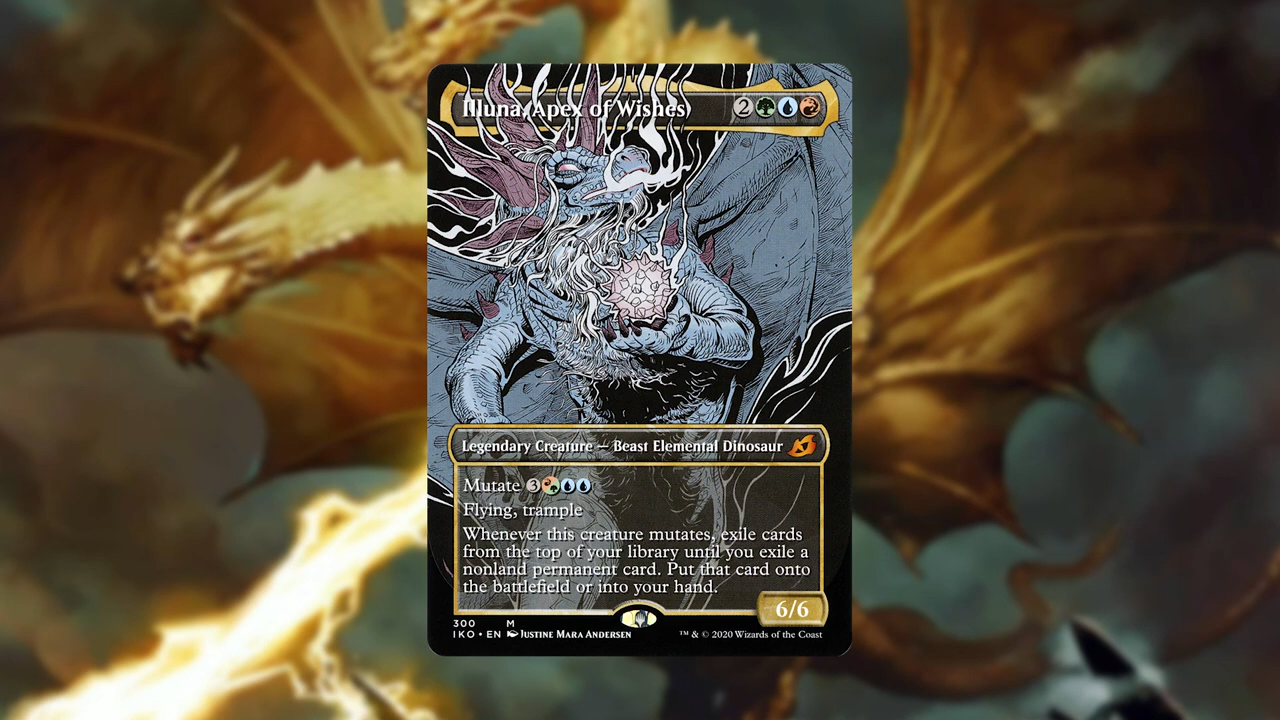 Illuna, Apex of Wishes
2
Legendary Creature — Beast Elemental Dinosaur
Mutate 3
Flying, trample
Whenever this creature mutates, exile cards
from the top of your library until you exile a
nonland permanent card. Put that card onto
the battlefield or into your hand.
6/6
300 M
IKO • EN Justine Mara Andersen
™ & © 2020 Wizards of the Coast